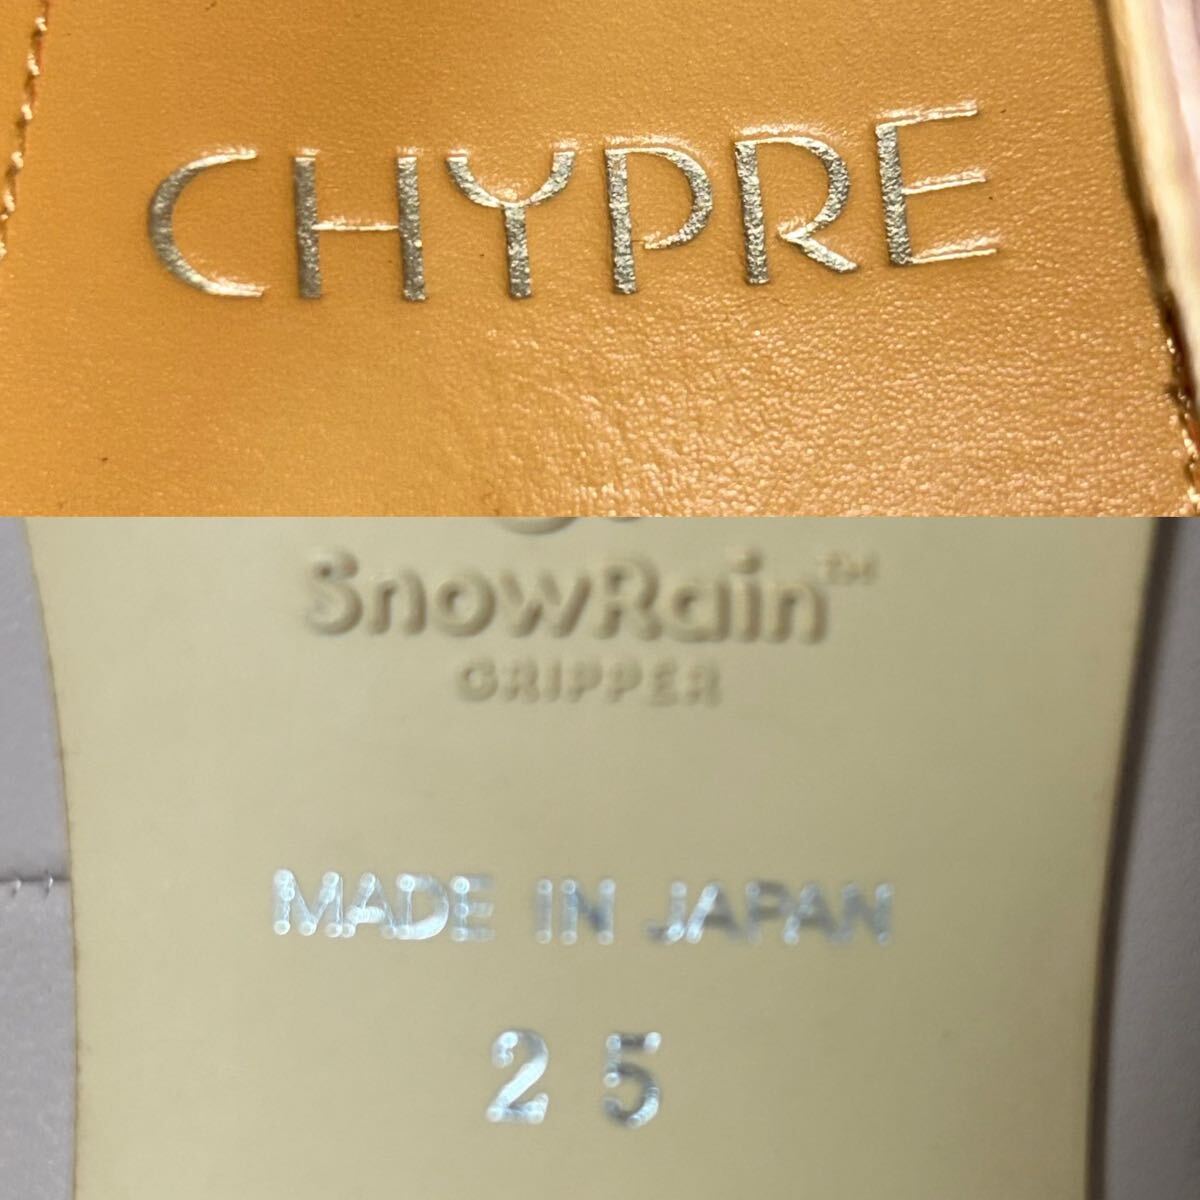 CHYPRE
SnowRain™
GRIPPER
MADE IN JAPAN
25